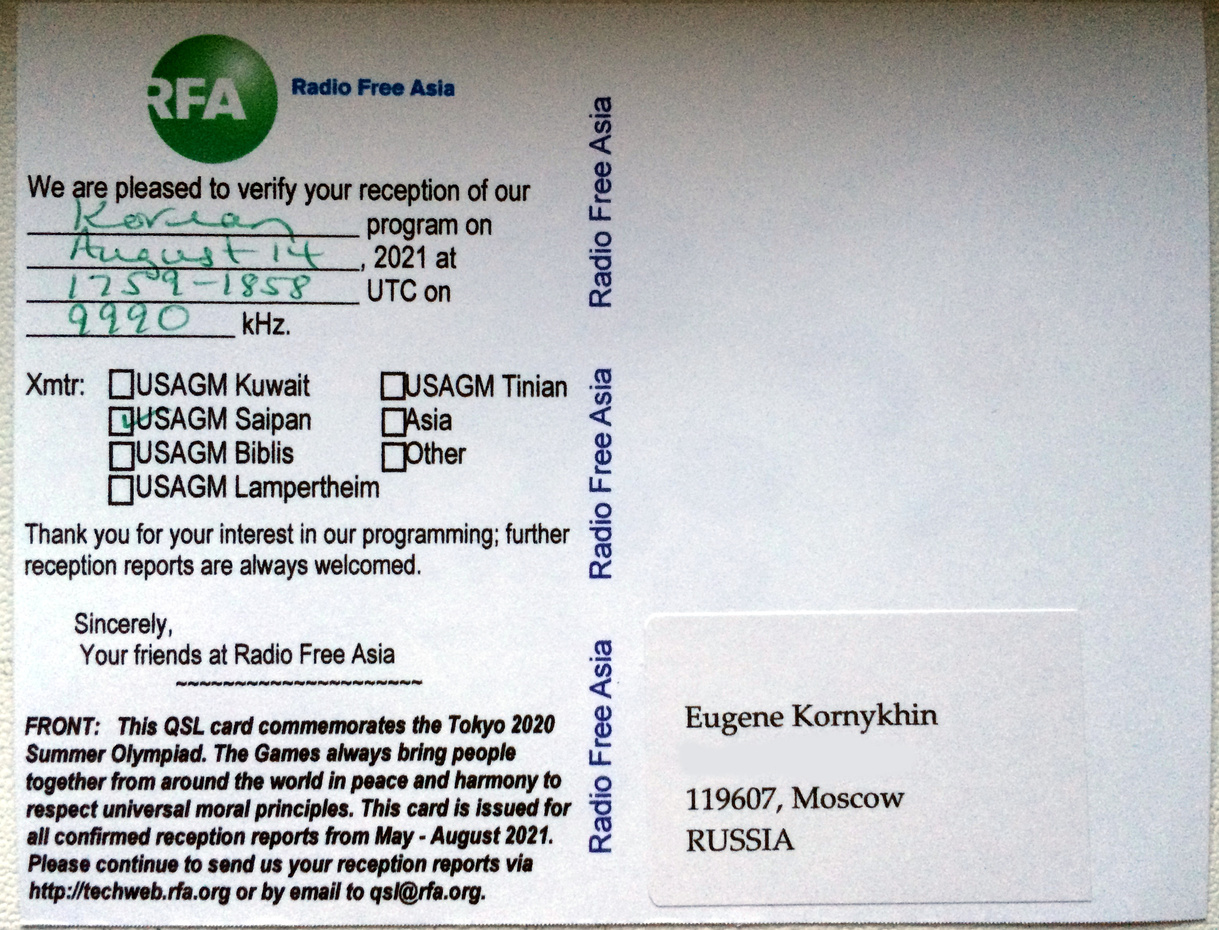 RFA
Radio Free Asia
We are pleased to verify your reception of our
Korean program on
August 14, 2021 at
1759-1858 UTC on
9990 kHz.
Xmtr: USAGM Kuwait USAGM Tinian
USAGM Saipan Asia
USAGM Biblis Other
USAGM Lampertheim
Thank you for your interest in our programming; further
reception reports are always welcomed.
Sincerely,
Your friends at Radio Free Asia
~~~~~~~~~~~~~~~~~~~~~
FRONT: This QSL card commemorates the Tokyo 2020
Summer Olympiad. The Games always bring people
together from around the world in peace and harmony to
respect universal moral principles. This card is issued for
all confirmed reception reports from May - August 2021.
Please continue to send us your reception reports via
http://techweb.rfa.org or by email to qsl@rfa.org.
Radio Free Asia
Radio Free Asia
Radio Free Asia
Eugene Kornykhin
119607, Moscow
RUSSIA